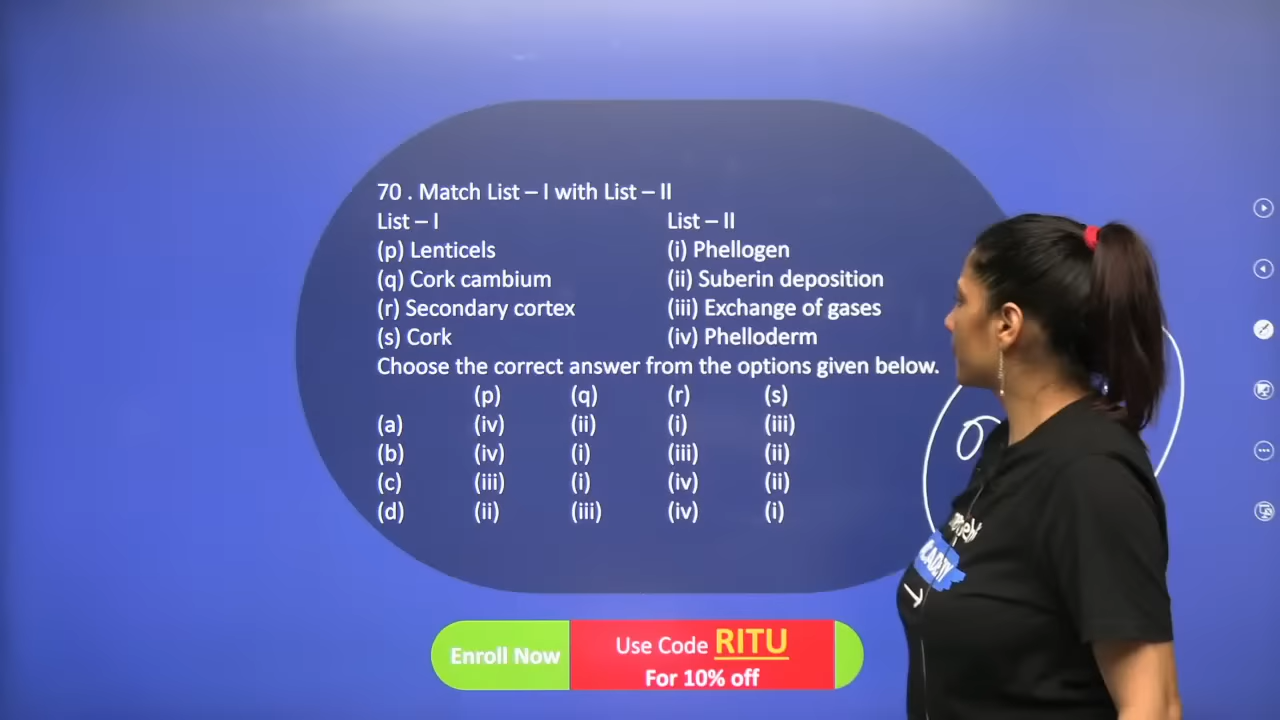 70 . Match List – I with List – II
List – I List – II
(p) Lenticels (i) Phellogen
(q) Cork cambium (ii) Suberin deposition
(r) Secondary cortex (iii) Exchange of gases
(s) Cork (iv) Phelloderm
Choose the correct answer from the options given below.
(p) (q) (r) (s)
(a) (iv) (ii) (i) (iii)
(b) (iv) (i) (iii) (ii)
(c) (iii) (i) (iv) (ii)
(d) (ii) (iii) (iv) (i)
Enroll Now
Use Code RITU
For 10% off